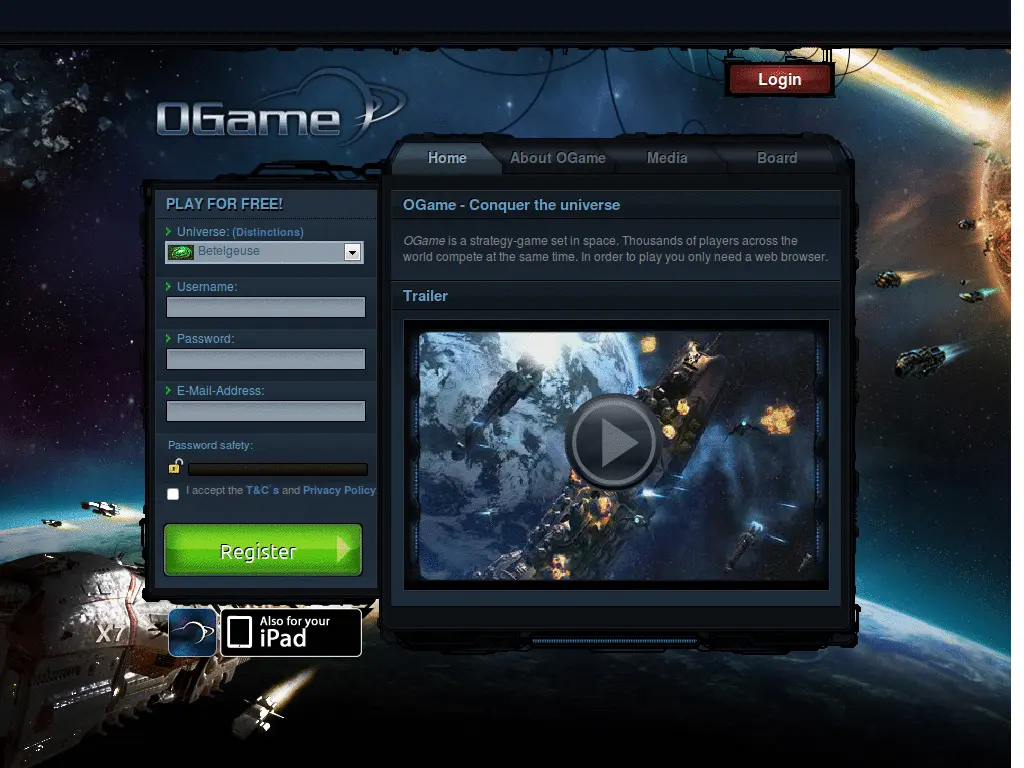 Login
OGame
Home
About OGame
Media
Board
PLAY FOR FREE!
Universe: (Distinctions)
Betelgeuse
Username:
Password:
E-Mail-Address:
Password safety:
I accept the T&C´s and Privacy Policy
Register
Also for your
iPad
OGame - Conquer the universe
OGame is a strategy-game set in space. Thousands of players across the
world compete at the same time. In order to play you only need a web browser.
Trailer
X7